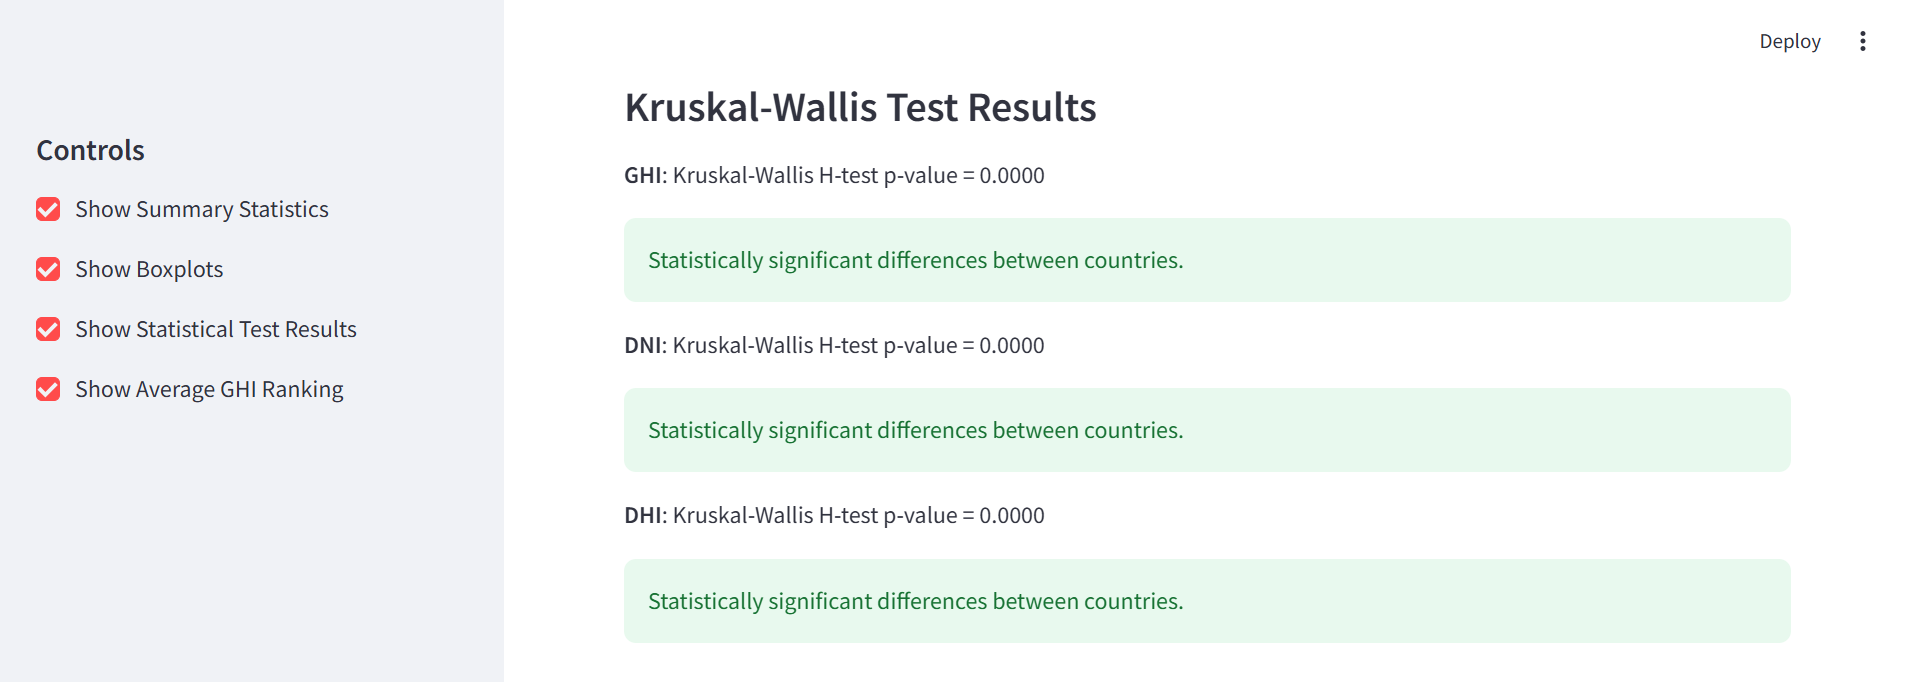 Deploy
Controls
Show Summary Statistics
Show Boxplots
Show Statistical Test Results
Show Average GHI Ranking
Kruskal-Wallis Test Results
GHI: Kruskal-Wallis H-test p-value = 0.0000
Statistically significant differences between countries.
DNI: Kruskal-Wallis H-test p-value = 0.0000
Statistically significant differences between countries.
DHI: Kruskal-Wallis H-test p-value = 0.0000
Statistically significant differences between countries.